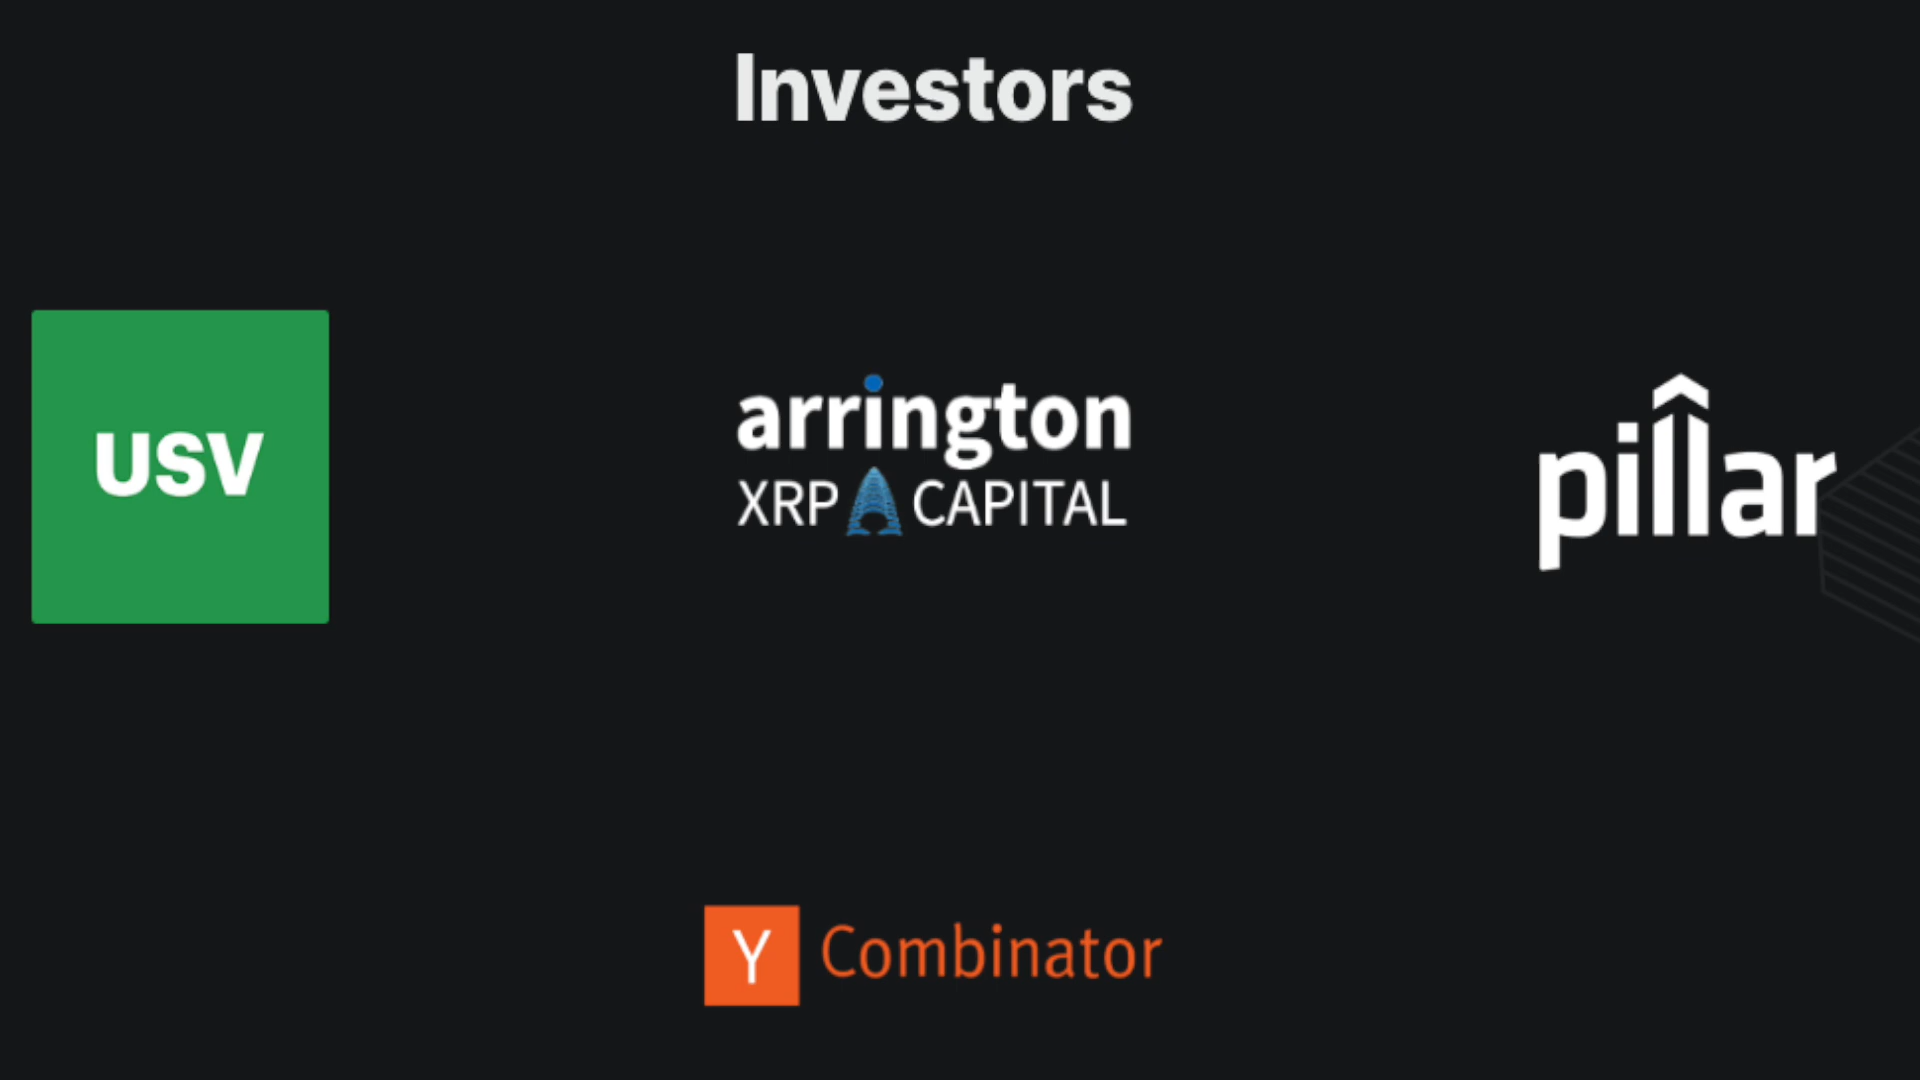 Investors
USV
arrington
XRP CAPITAL
pillar
Y Combinator